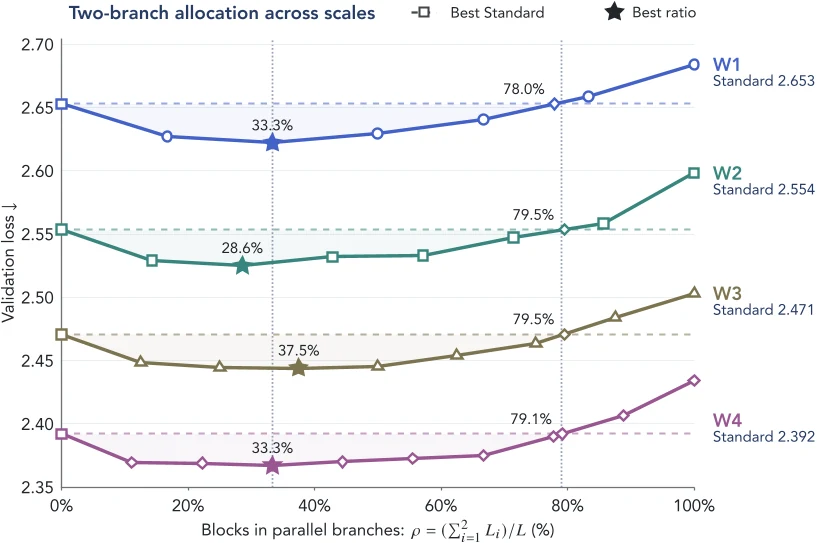 Two-branch allocation across scales
Best Standard
Best ratio
2.70
2.65
2.60
2.55
2.50
2.45
2.40
2.35
Validation loss ↓
W1
Standard 2.653
78.0%
33.3%
W2
Standard 2.554
79.5%
28.6%
W3
Standard 2.471
79.5%
37.5%
W4
Standard 2.392
79.1%
33.3%
0%
20%
40%
60%
80%
100%
Blocks in parallel branches: ρ = (∑²ᵢ₌₁ Lᵢ)/L (%)